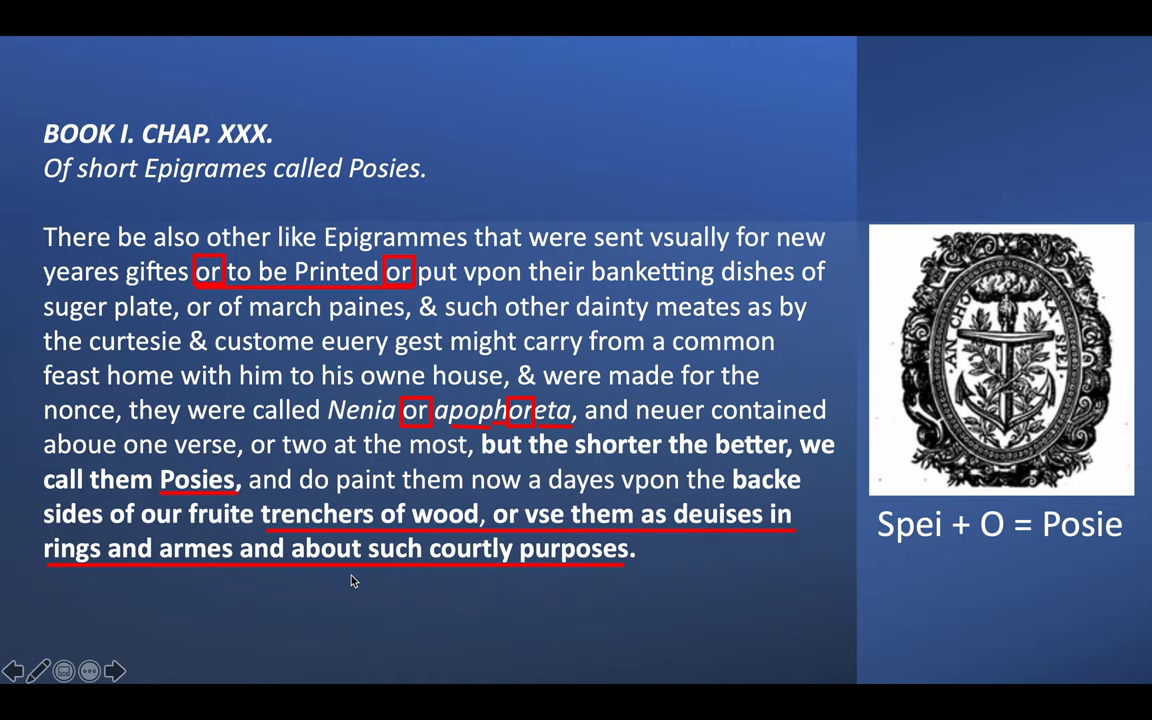 BOOK I. CHAP. XXX.
Of short Epigrames called Posies.
There be also other like Epigrammes that were sent vsually for new
yeares giftes or to be Printed or put vpon their banketting dishes of
suger plate, or of march paines, & such other dainty meates as by
the curtesie & custome euery gest might carry from a common
feast home with him to his owne house, & were made for the
nonce, they were called Nenia or apophoreta, and neuer contained
aboue one verse, or two at the most, but the shorter the better, we
call them Posies, and do paint them now a dayes vpon the backe
sides of our fruite trenchers of wood, or vse them as deuises in
rings and armes and about such courtly purposes.
ANCHORA SPEI
Spei + O = Posie